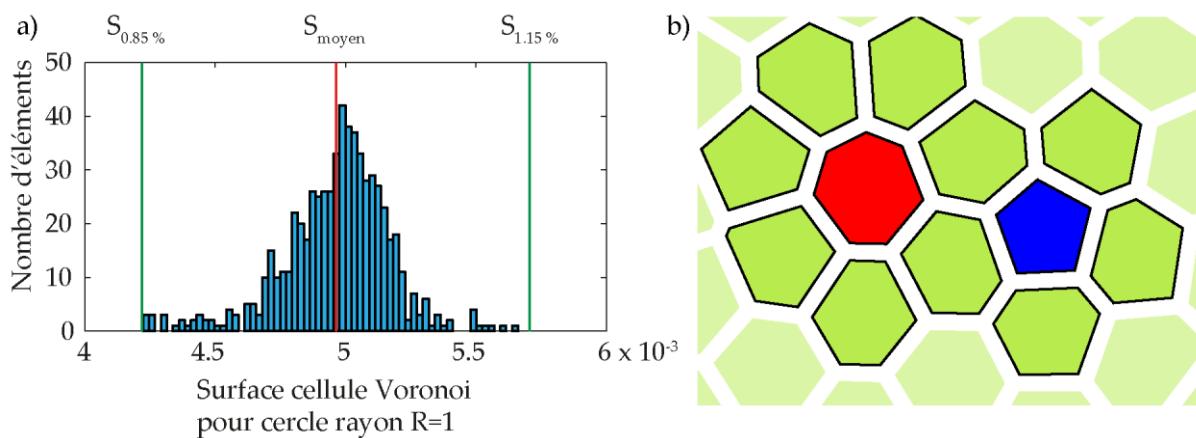 a)
S0.85 %
Smoyen
S1.15 %
Nombre d'éléments
50
40
30
20
10
0
4
4.5
5
5.5
6 x 10-3
Surface cellule Voronoi
pour cercle rayon R=1
b)